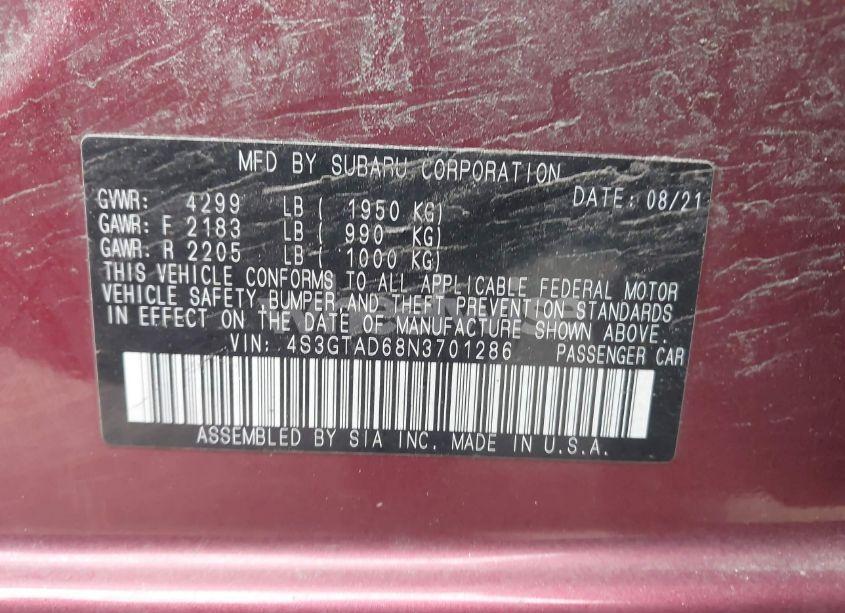 MFD BY SUBARU CORPORATION
GVWR: 4299 LB ( 1950 KG) DATE: 08/21
GAWR: F 2183 LB ( 990 KG)
GAWR: R 2205 LB ( 1000 KG)
THIS VEHICLE CONFORMS TO ALL APPLICABLE FEDERAL MOTOR
VEHICLE SAFETY, BUMPER, AND THEFT PREVENTION STANDARDS
IN EFFECT ON THE DATE OF MANUFACTURE SHOWN ABOVE.
VIN: 4S3GTAD68N3701286 PASSENGER CAR
ASSEMBLED BY SIA INC. MADE IN U.S.A.